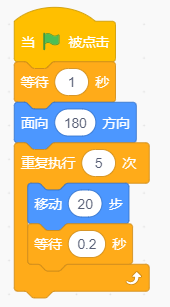 当 被点击
等待 1 秒
面向 180 方向
重复执行 5 次
移动 20 步
等待 0.2 秒